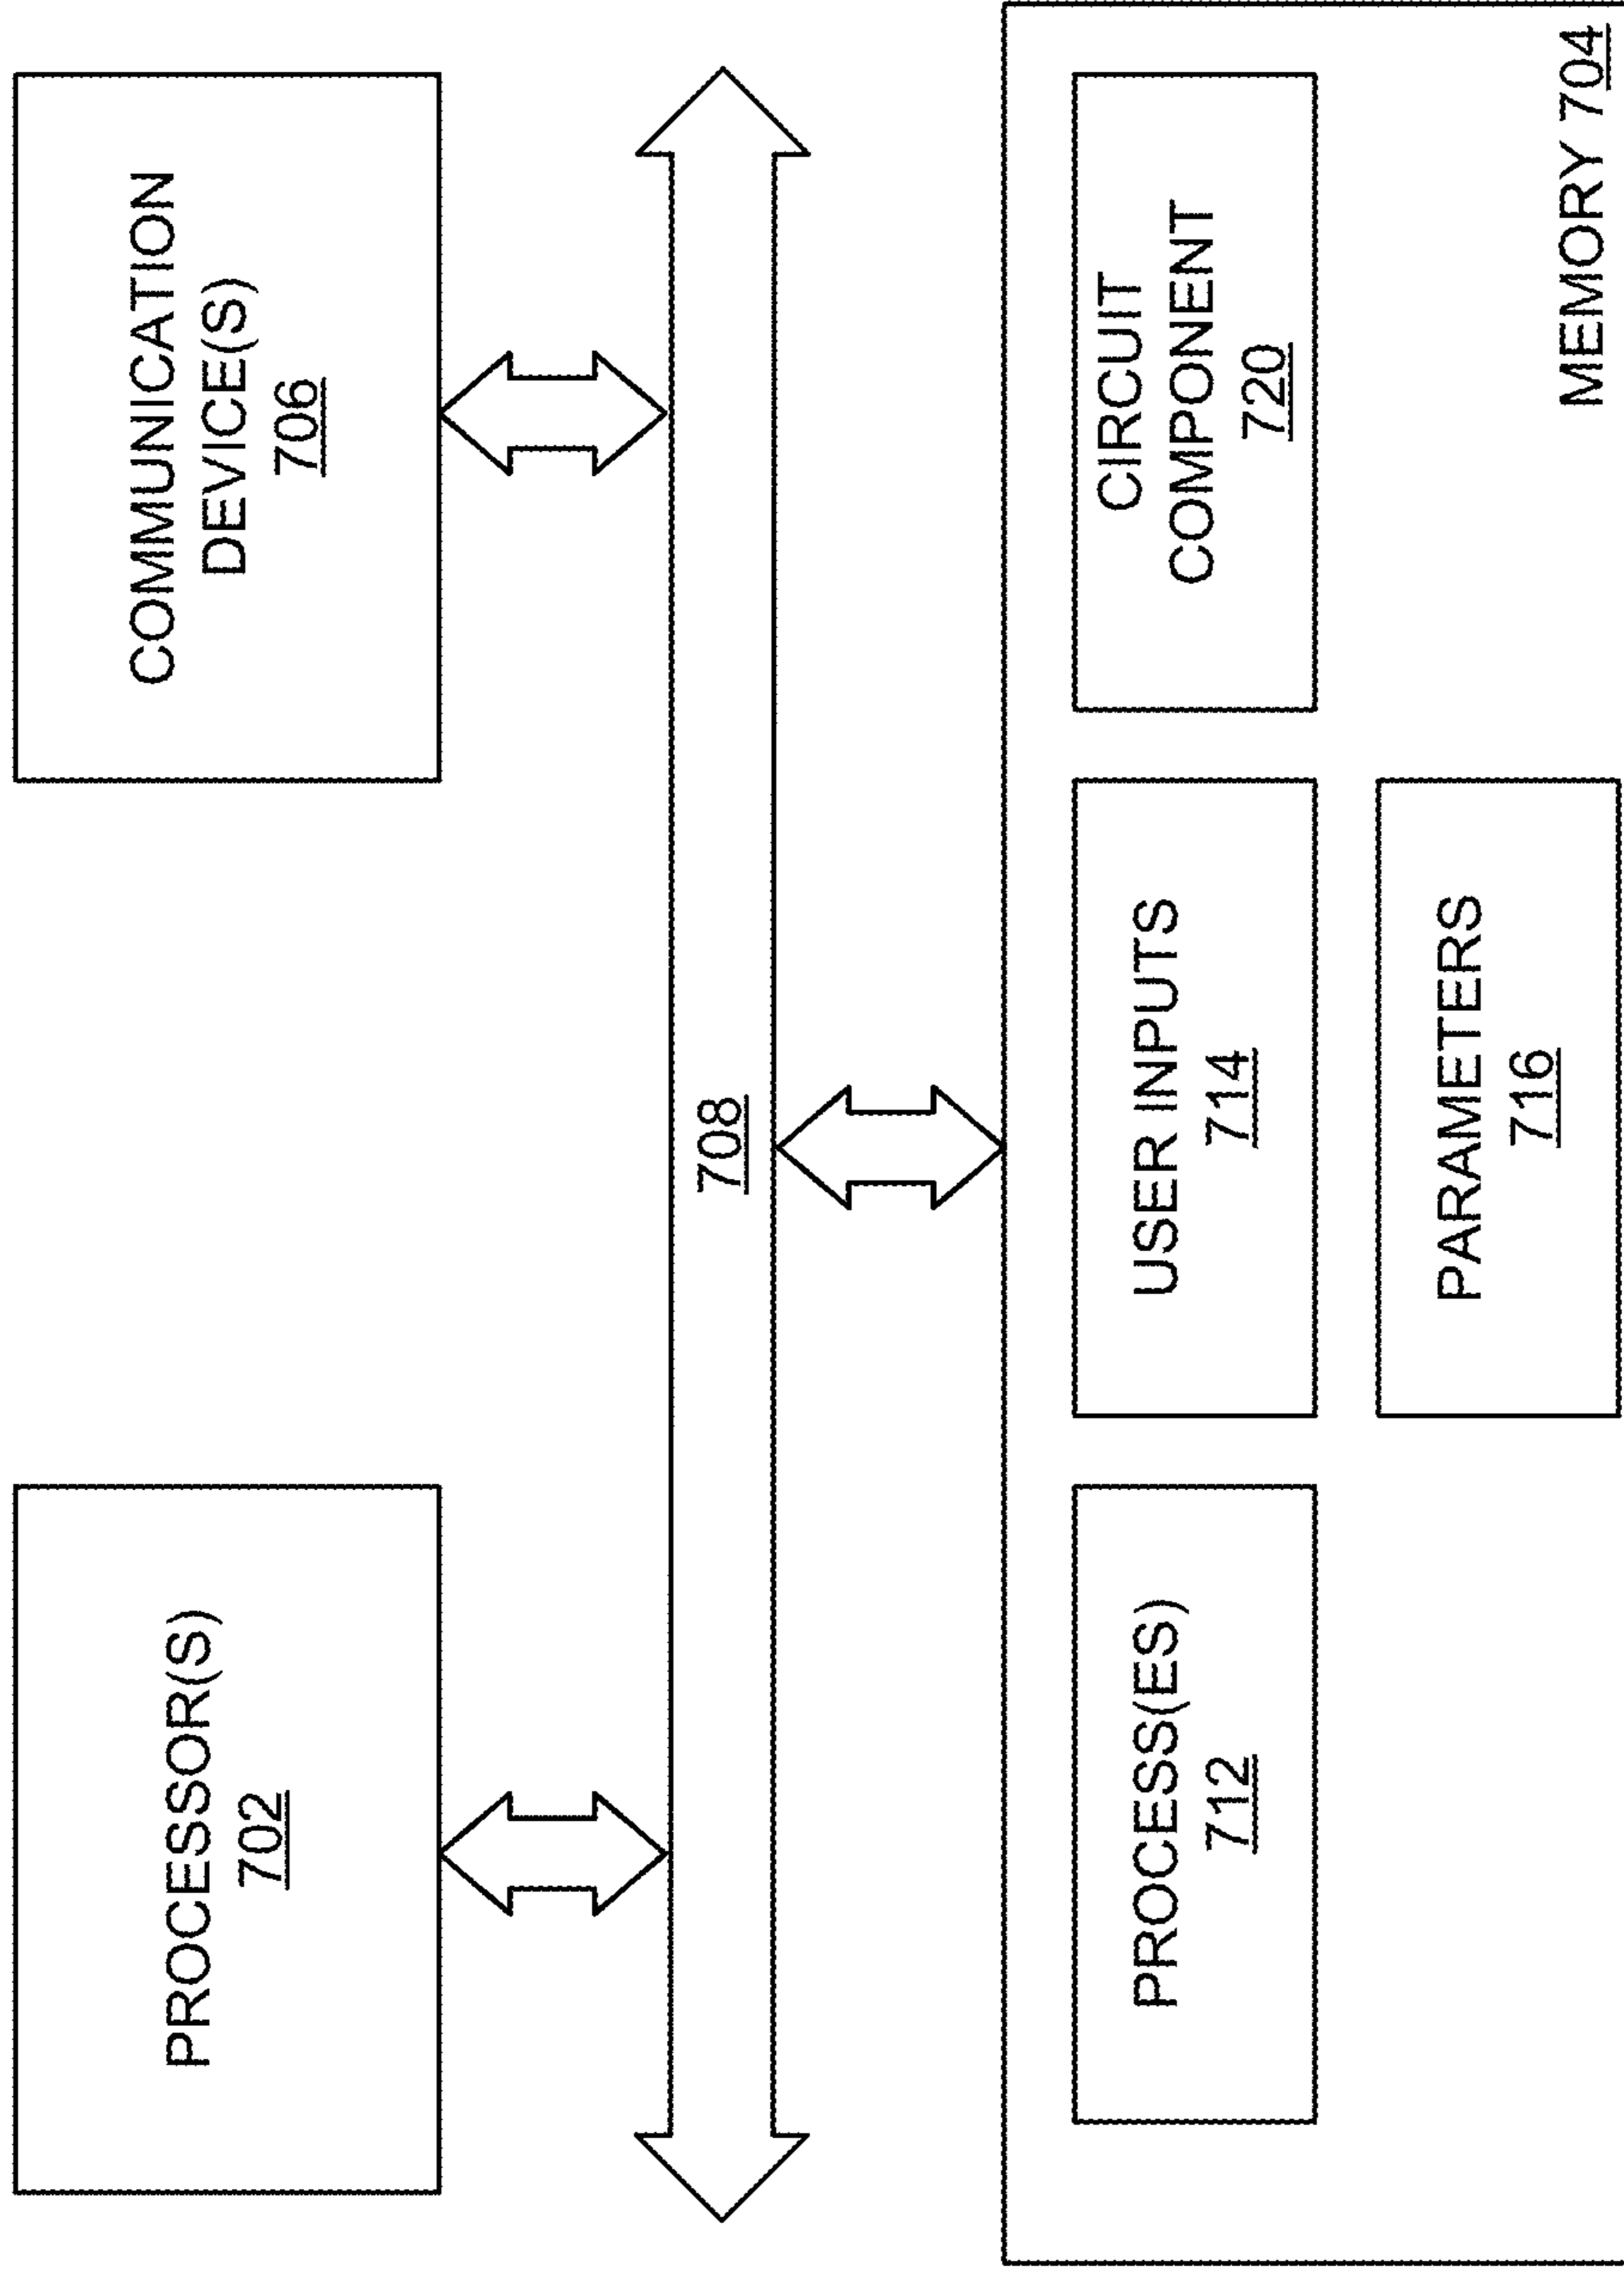 PROCESSOR(S)
702
COMMUNICATION
DEVICE(S)
706
708
PROCESS(ES)
712
USER INPUTS
714
CIRCUIT
COMPONENT
720
PARAMETERS
716
MEMORY 704